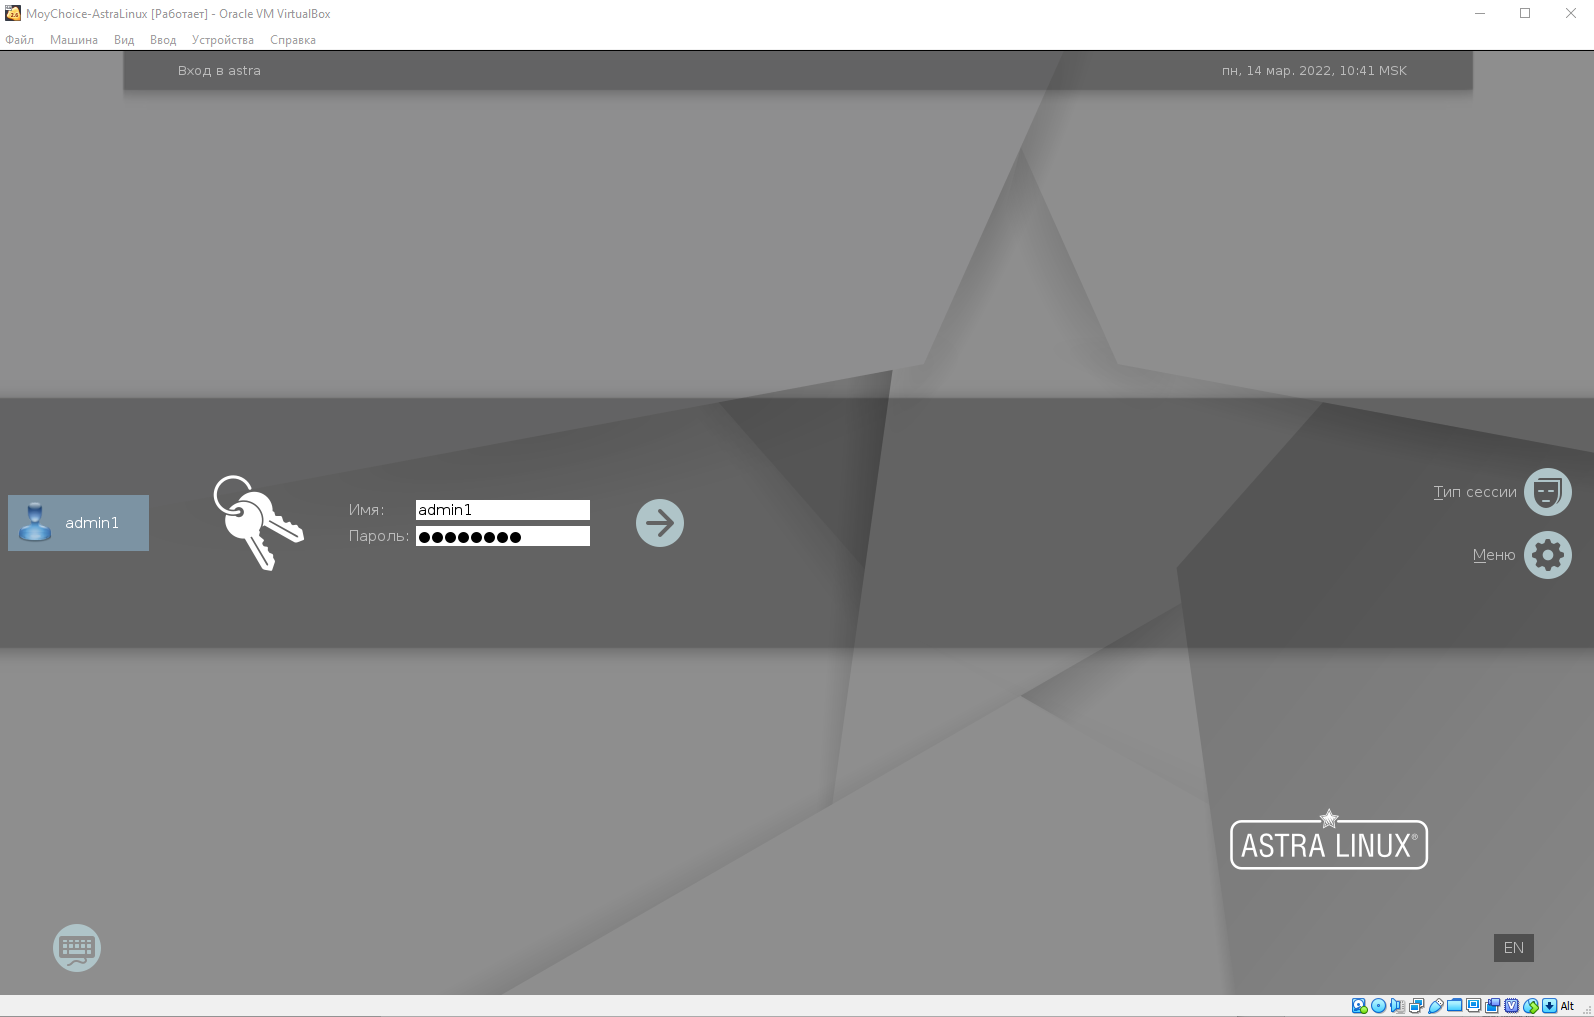 MoyChoice-AstraLinux [Работает] - Oracle VM VirtualBox
Файл Машина Вид Ввод Устройства Справка
Вход в astra
пн, 14 мар. 2022, 10:41 MSK
admin1
Имя: admin1
Пароль: ●●●●●●●●
Тип сессии
Меню
ASTRA LINUX®
EN
Alt